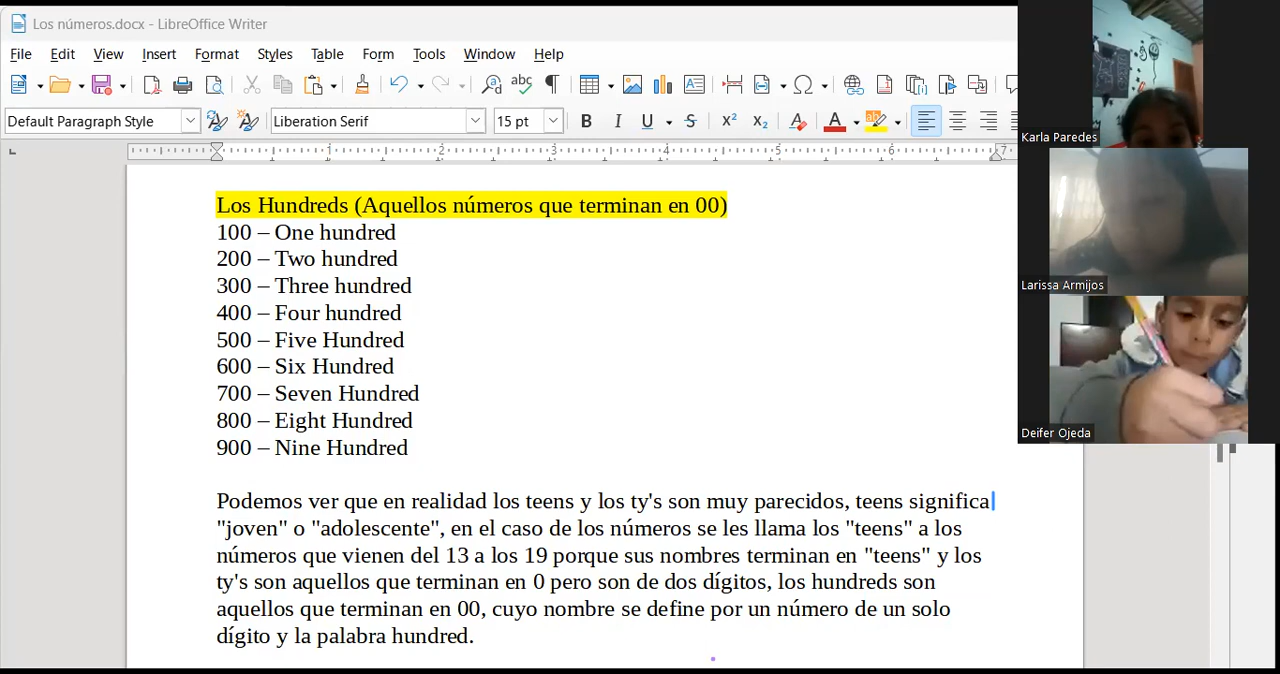 Los números.docx - LibreOffice Writer
File Edit View Insert Format Styles Table Form Tools Window Help
Default Paragraph Style Liberation Serif 15 pt
1 2 3 4 5 6 7
Los Hundreds (Aquellos números que terminan en 00)
100 – One hundred
200 – Two hundred
300 – Three hundred
400 – Four hundred
500 – Five Hundred
600 – Six Hundred
700 – Seven Hundred
800 – Eight Hundred
900 – Nine Hundred
Podemos ver que en realidad los teens y los ty's son muy parecidos, teens significa
"joven" o "adolescente", en el caso de los números se les llama los "teens" a los
números que vienen del 13 a los 19 porque sus nombres terminan en "teens" y los
ty's son aquellos que terminan en 0 pero son de dos dígitos, los hundreds son
aquellos que terminan en 00, cuyo nombre se define por un número de un solo
dígito y la palabra hundred.
Karla Paredes
Larissa Armijos
Deifer Ojeda